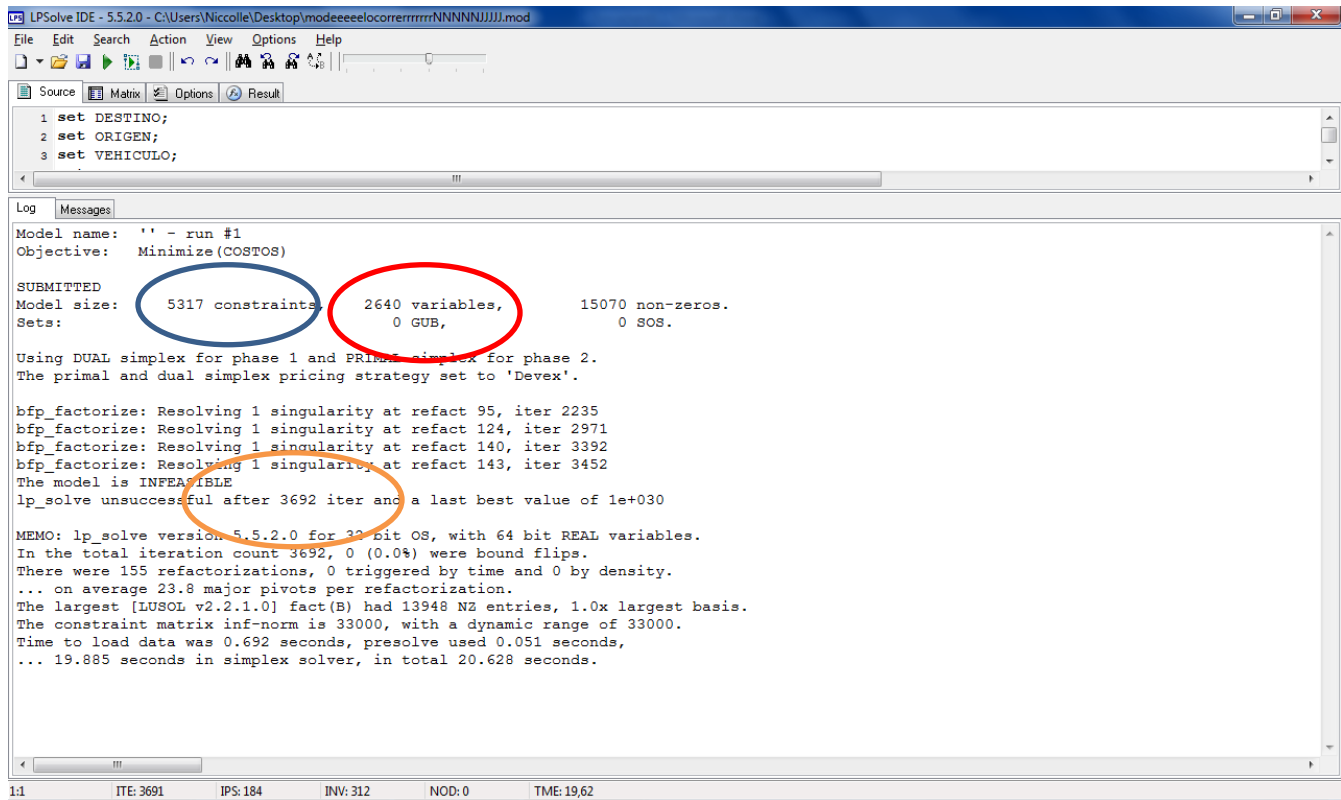 LPSolve IDE - 5.5.2.0 - C:\Users\Niccolle\Desktop\modeeeeelocorrerrrrrrrNNNNNJJJJJ.mod
File Edit Search Action View Options Help
Source Matrix Options Result
1 set DESTINO;
2 set ORIGEN;
3 set VEHICULO;
Log Messages
Model name: '' - run #1
Objective: Minimize(COSTOS)
SUBMITTED
Model size: 5317 constraints, 2640 variables, 15070 non-zeros.
Sets: 0 GUB, 0 SOS.
Using DUAL simplex for phase 1 and PRIMAL simplex for phase 2.
The primal and dual simplex pricing strategy set to 'Devex'.
bfp_factorize: Resolving 1 singularity at refact 95, iter 2235
bfp_factorize: Resolving 1 singularity at refact 124, iter 2971
bfp_factorize: Resolving 1 singularity at refact 140, iter 3392
bfp_factorize: Resolving 1 singularity at refact 143, iter 3452
The model is INFEASIBLE
lp_solve unsuccessful after 3692 iter and a last best value of 1e+030
MEMO: lp_solve version 5.5.2.0 for 32 bit OS, with 64 bit REAL variables.
In the total iteration count 3692, 0 (0.0%) were bound flips.
There were 155 refactorizations, 0 triggered by time and 0 by density.
... on average 23.8 major pivots per refactorization.
The largest [LUSOL v2.2.1.0] fact(B) had 13948 NZ entries, 1.0x largest basis.
The constraint matrix inf-norm is 33000, with a dynamic range of 33000.
Time to load data was 0.692 seconds, presolve used 0.051 seconds,
... 19.885 seconds in simplex solver, in total 20.628 seconds.
1:1 ITE: 3691 IPS: 184 INV: 312 NOD: 0 TME: 19,62